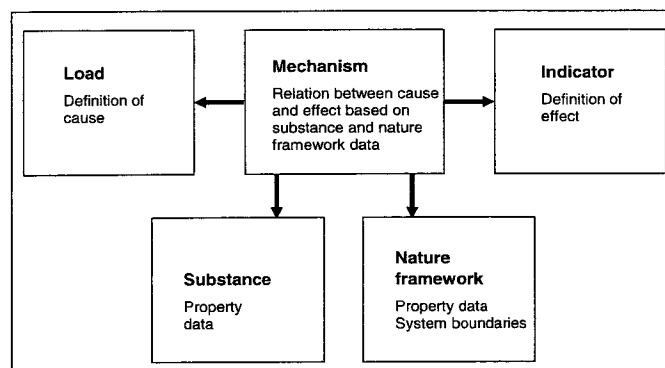 Load
Definition of
cause
Mechanism
Relation between cause
and effect based on
substance and nature
framework data
Indicator
Definition of
effect
Substance
Property
data
Nature
framework
Property data
System boundaries